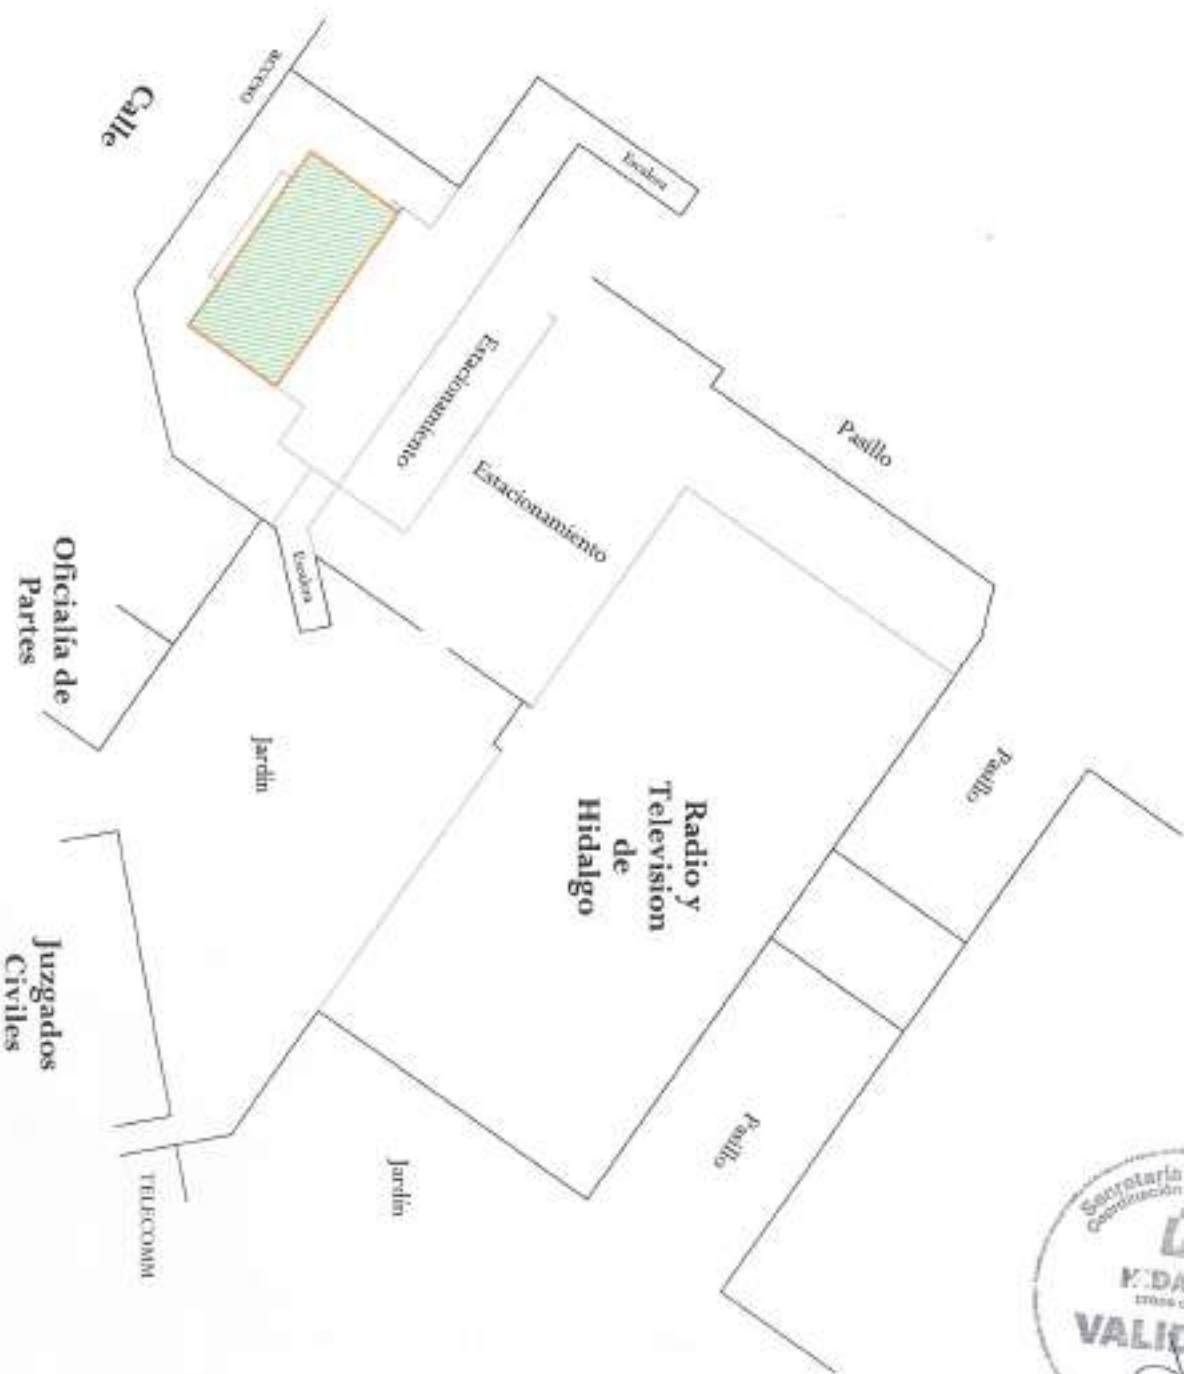 acceso
Calle
Escalera
Estacionamiento
Estacionamiento
Pasillo
Escalera
Oficialía de
Partes
Jardín
Radio y
Television
de
Hidalgo
Pasillo
Juzgados
Civiles
Jardín
Pasillo
TELECOMM
Secretaría
Coordinación